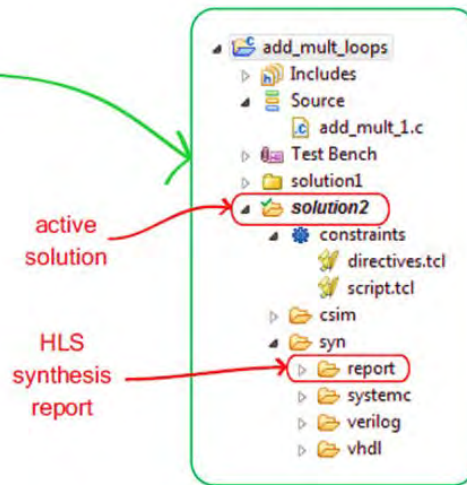 add_mult_loops
Includes
Source
add_mult_1.c
Test Bench
solution1
solution2
constraints
directives.tcl
script.tcl
csim
syn
report
systemc
verilog
vhdl
active
solution
HLS
synthesis
report